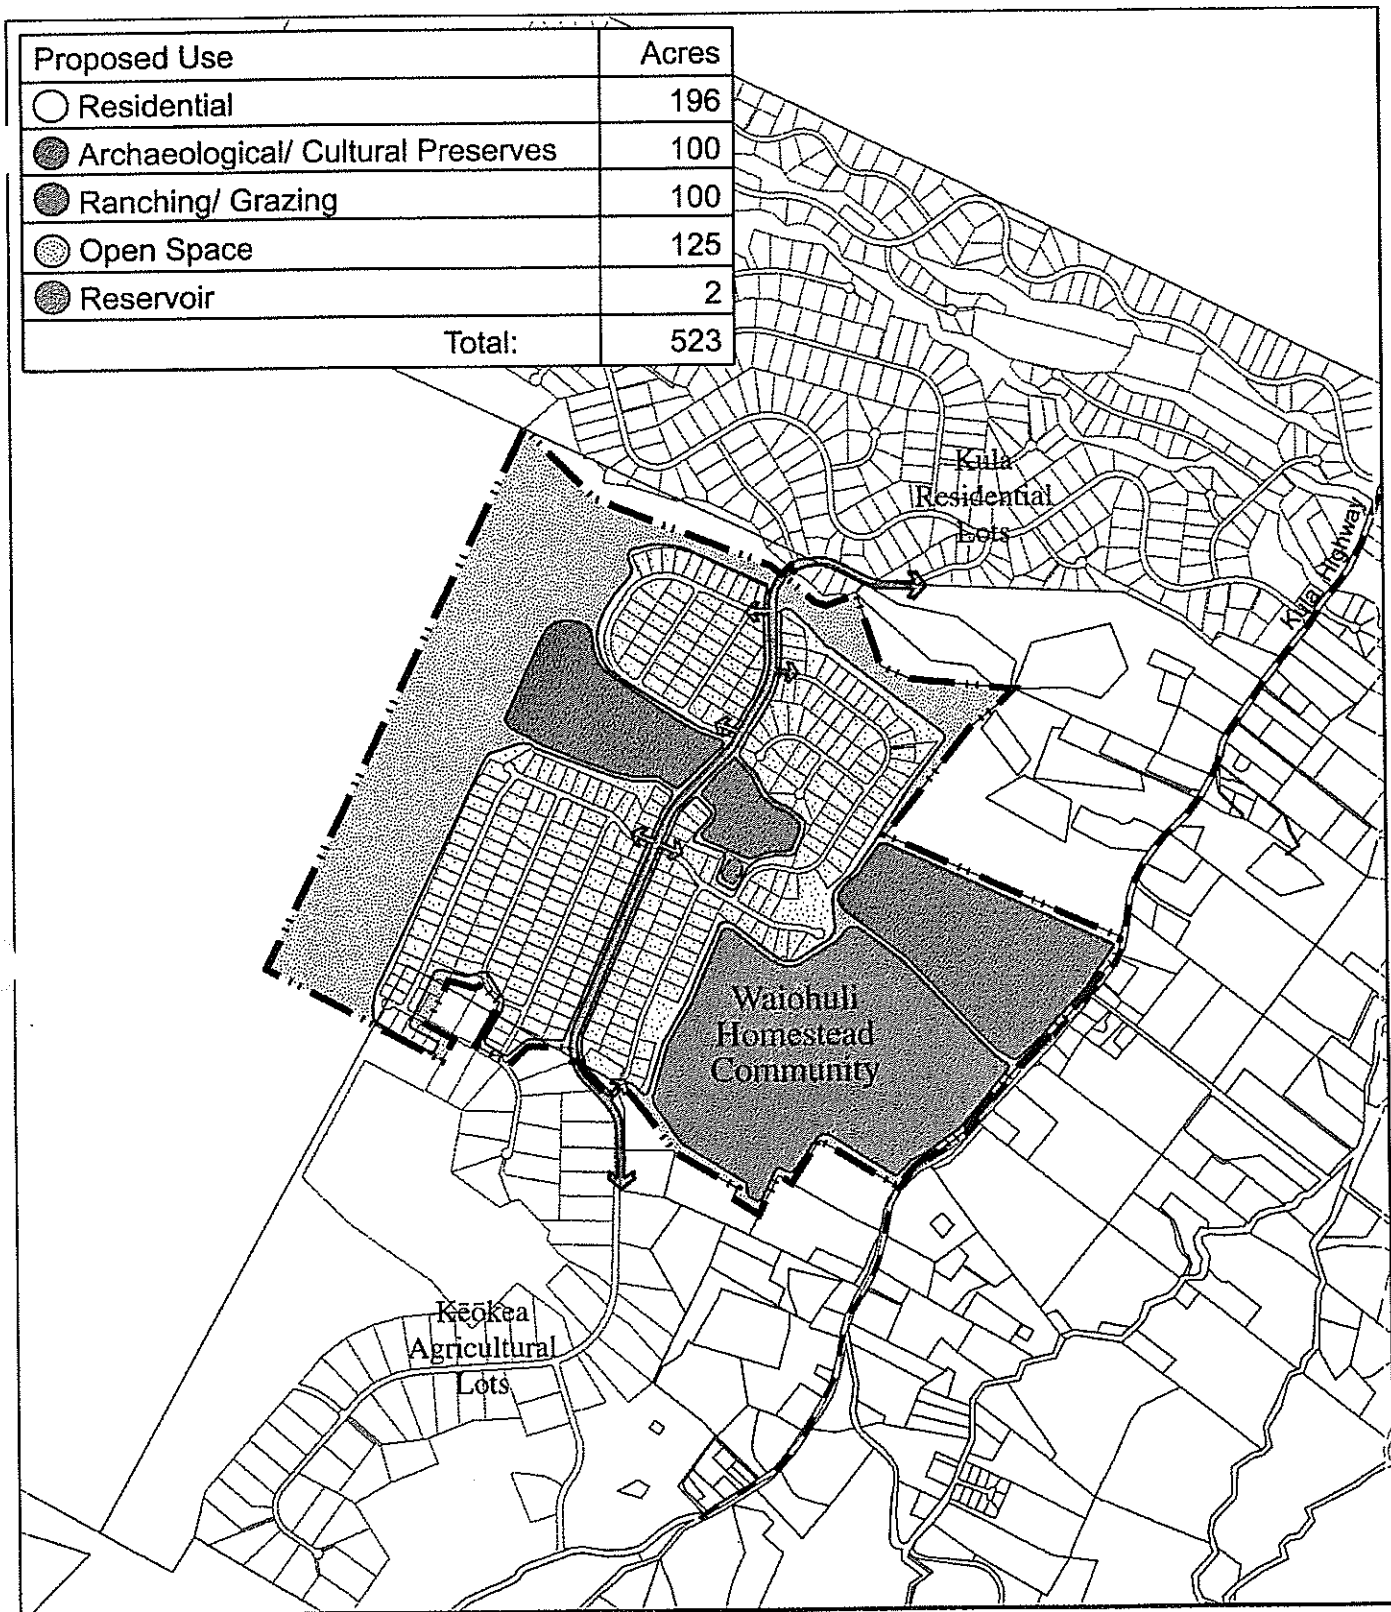 Proposed Use Acres
Residential 196
Archaeological/ Cultural Preserves 100
Ranching/ Grazing 100
Open Space 125
Reservoir 2
Total: 523
Kula
Residential
Lots
Kula Highway
Waiohuli
Homestead
Community
Kēōkea
Agricultural
Lots